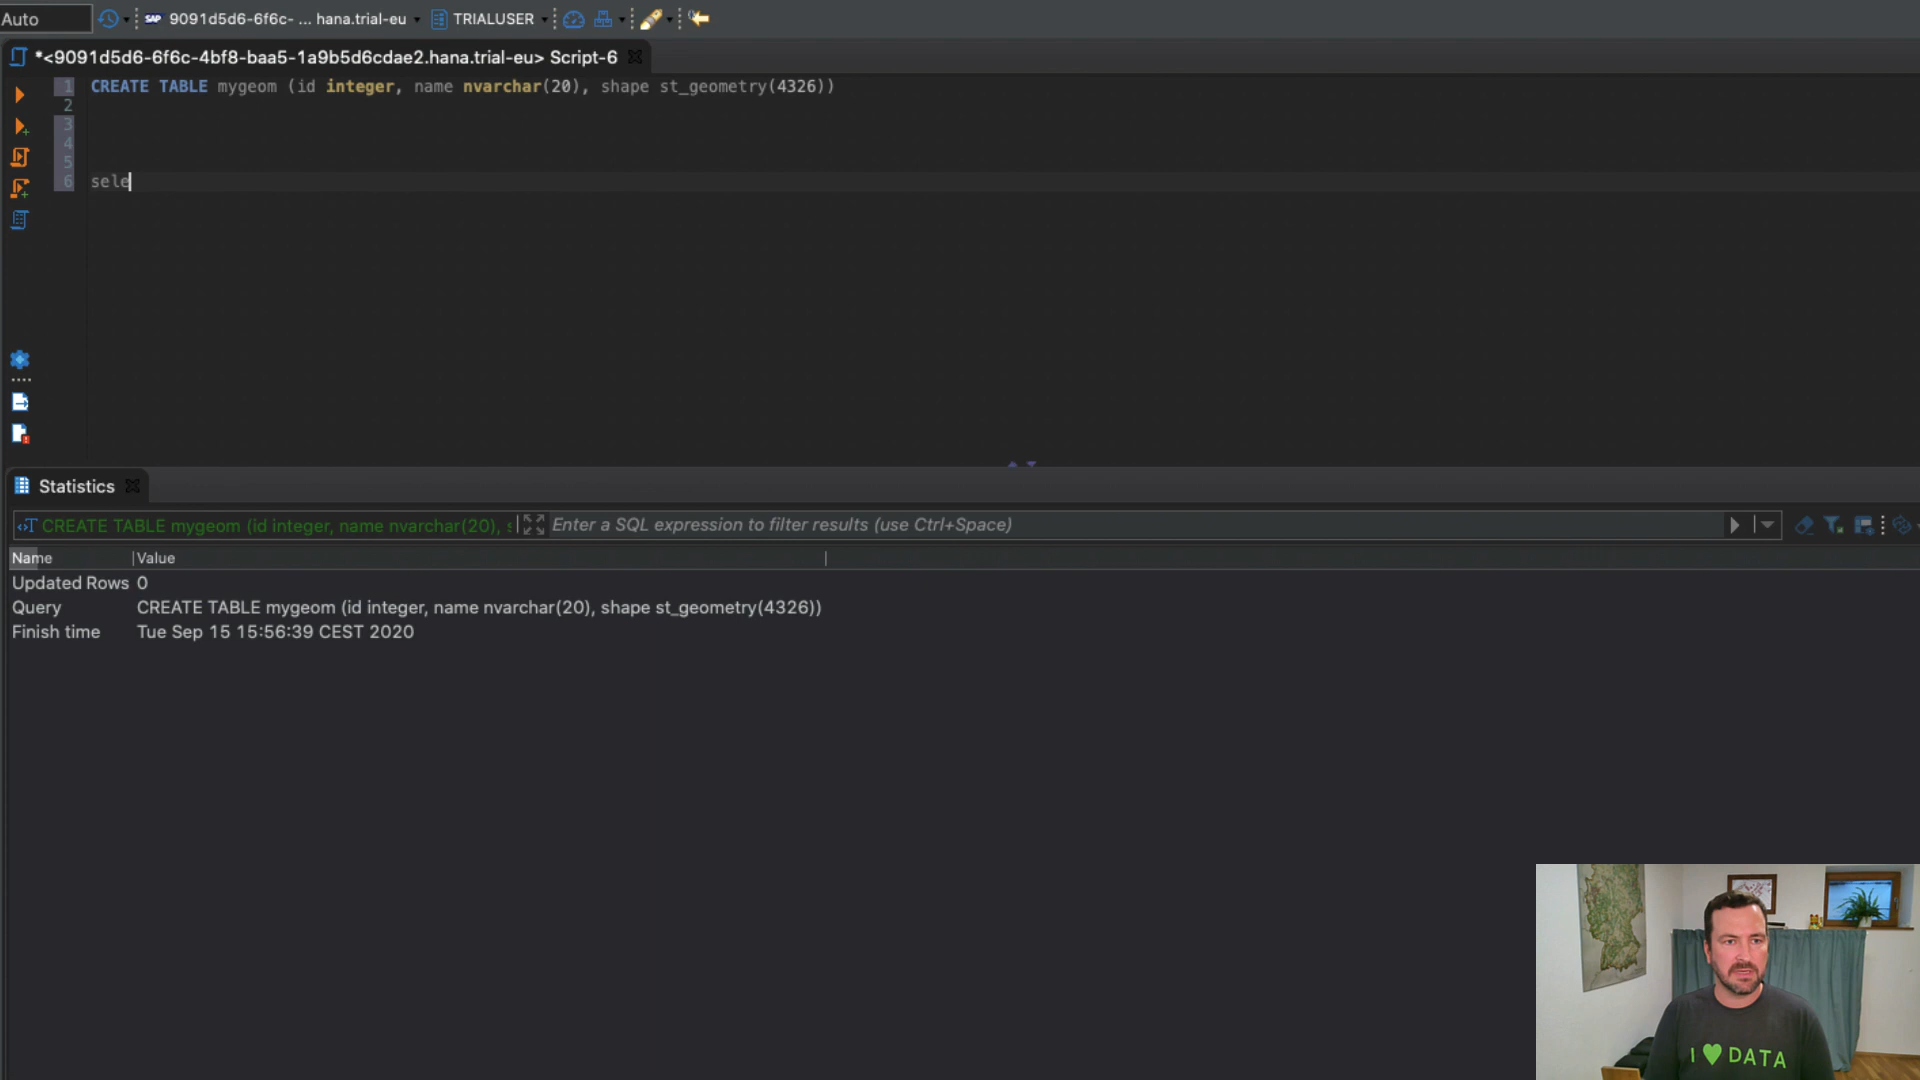 Auto SAP 9091d5d6-6f6c- ... hana.trial-eu TRIALUSER
*<9091d5d6-6f6c-4bf8-baa5-1a9b5d6cdae2.hana.trial-eu> Script-6
1 CREATE TABLE mygeom (id integer, name nvarchar(20), shape st_geometry(4326))
2
3
4
5
6 sele
Statistics
CREATE TABLE mygeom (id integer, name nvarchar(20), s Enter a SQL expression to filter results (use Ctrl+Space)
Name Value
Updated Rows 0
Query CREATE TABLE mygeom (id integer, name nvarchar(20), shape st_geometry(4326))
Finish time Tue Sep 15 15:56:39 CEST 2020
I ♥ DATA